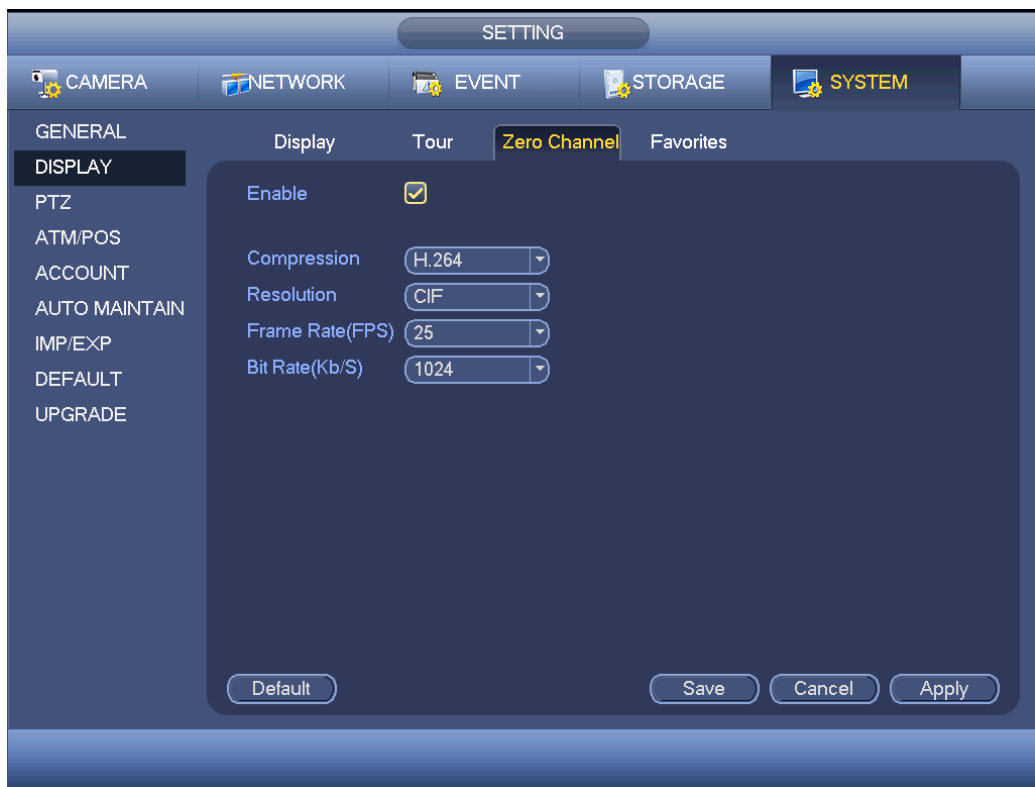 SETTING
CAMERA NETWORK EVENT STORAGE SYSTEM
GENERAL
DISPLAY
PTZ
ATM/POS
ACCOUNT
AUTO MAINTAIN
IMP/EXP
DEFAULT
UPGRADE
Display Tour Zero Channel Favorites
Enable
Compression H.264
Resolution CIF
Frame Rate(FPS) 25
Bit Rate(Kb/S) 1024
Default Save Cancel Apply